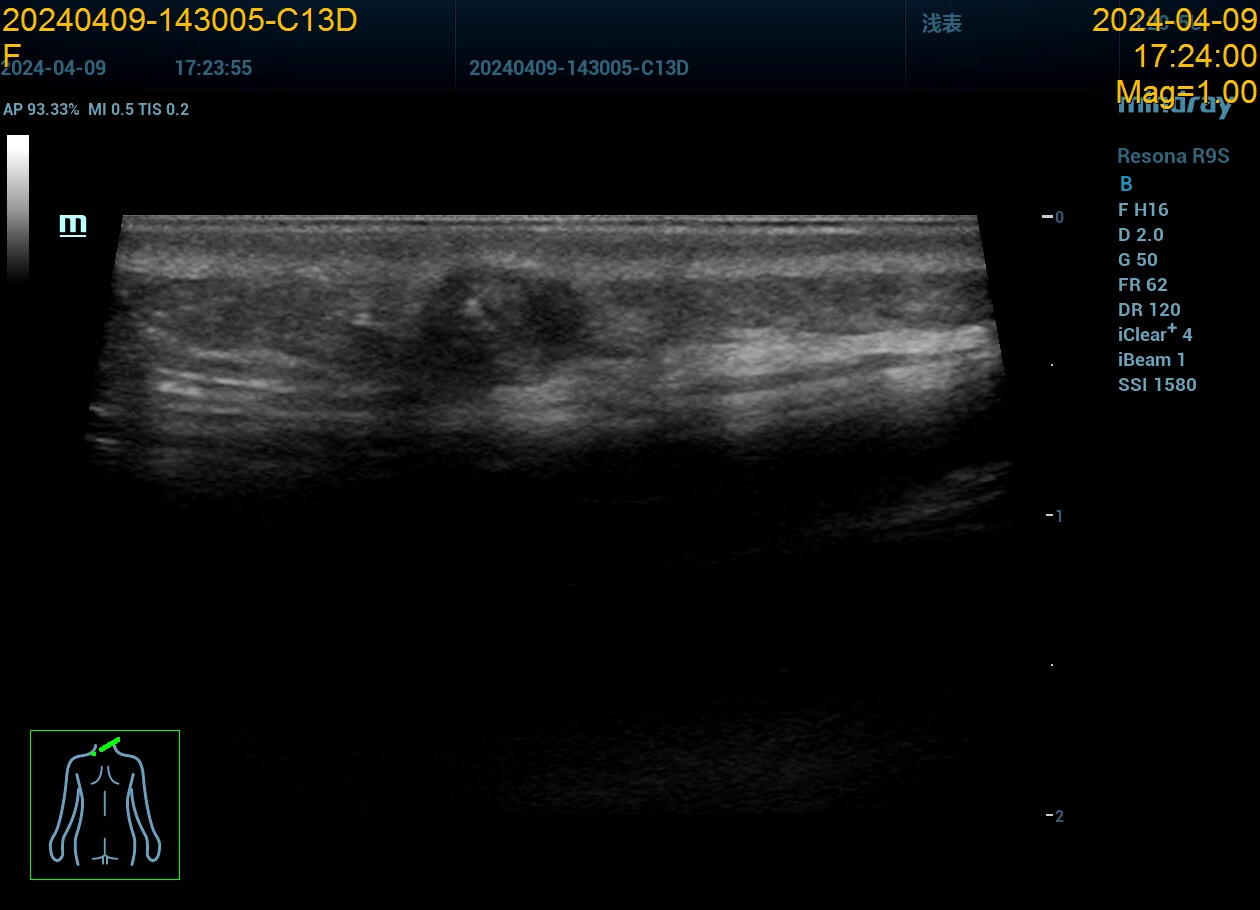 20240409-143005-C13D
F
2024-04-09 17:23:55 20240409-143005-C13D
浅表
2024-04-09
17:24:00
Mag=1.00
mindray
AP 93.33% MI 0.5 TIS 0.2
m
Resona R9S
B
F H16
D 2.0
G 50
FR 62
DR 120
iClear+ 4
iBeam 1
SSI 1580
0
1
2